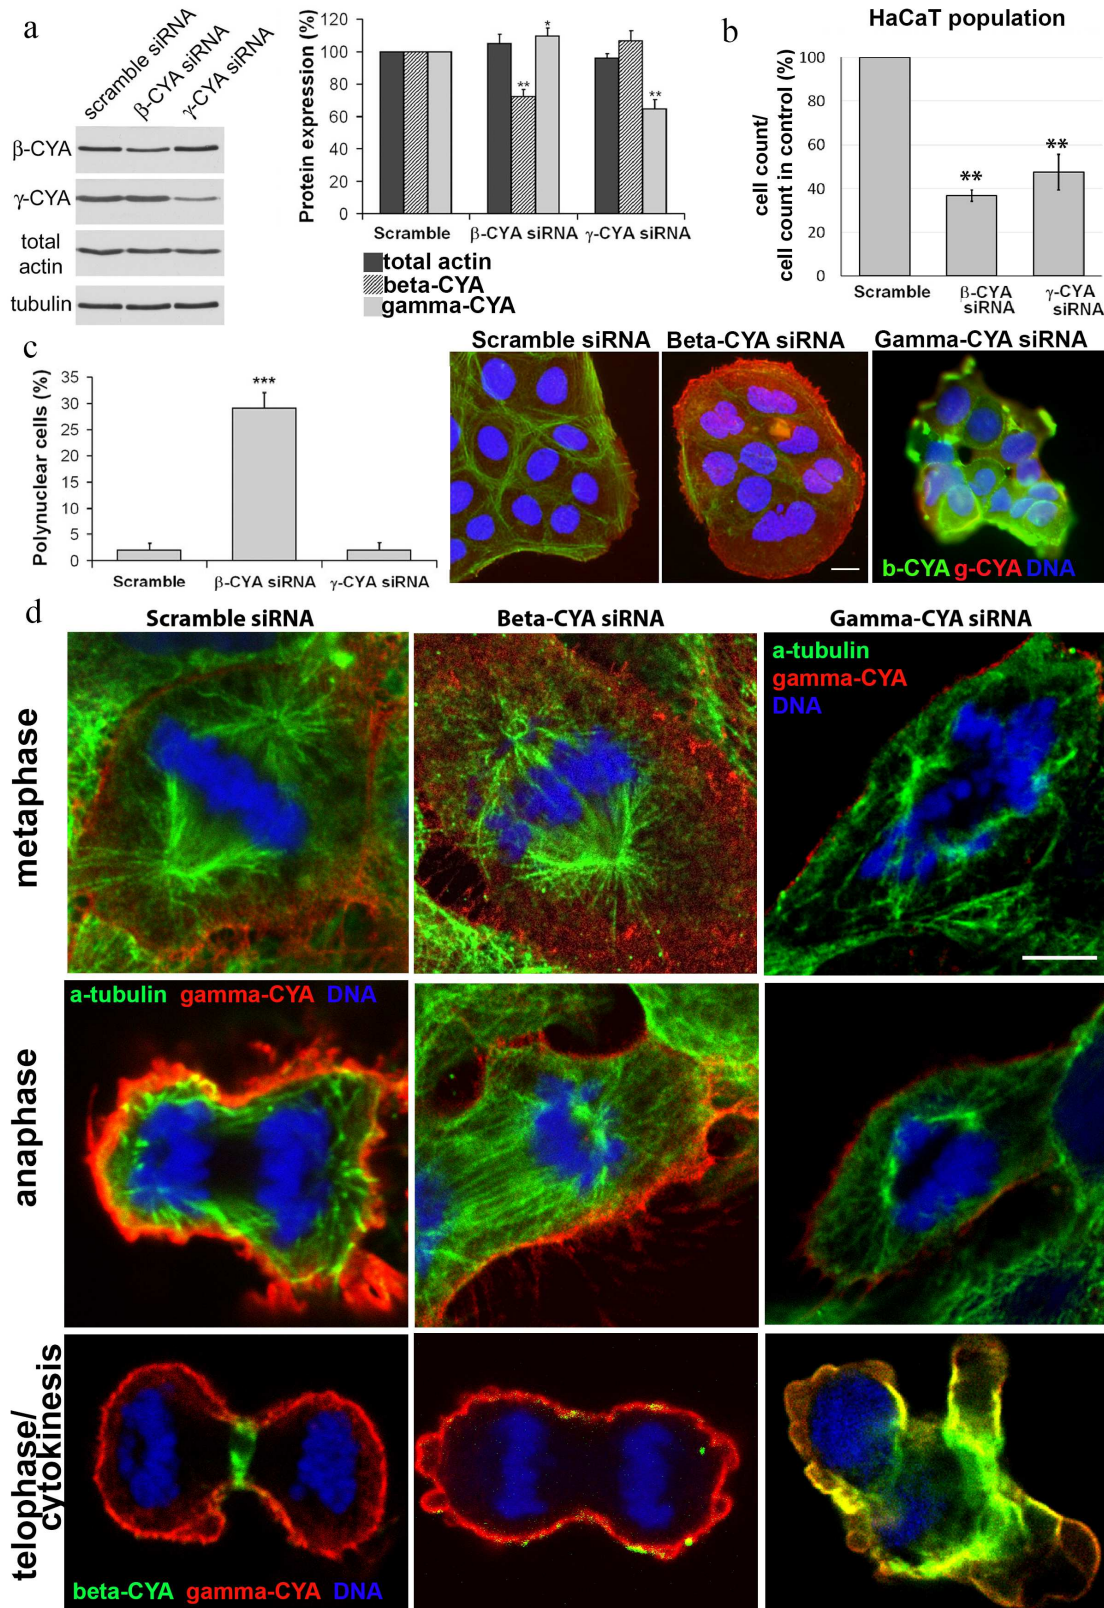 a
scramble siRNA
β-CYA siRNA
γ-CYA siRNA
β-CYA
γ-CYA
total
actin
tubulin
Protein expression (%)
120
100
80
60
40
20
0
*
**
**
Scramble
β-CYA siRNA
γ-CYA siRNA
total actin
beta-CYA
gamma-CYA
b
HaCaT population
cell count/
cell count in control (%)
100
80
60
40
20
0
**
**
Scramble
β-CYA
siRNA
γ-CYA
siRNA
c
Polynuclear cells (%)
35
30
25
20
15
10
5
0
***
Scramble
β-CYA siRNA
γ-CYA siRNA
Scramble siRNA
Beta-CYA siRNA
Gamma-CYA siRNA
b-CYA g-CYA DNA
d
Scramble siRNA
Beta-CYA siRNA
Gamma-CYA siRNA
metaphase
a-tubulin
gamma-CYA
DNA
anaphase
a-tubulin gamma-CYA DNA
telophase/
cytokinesis
beta-CYA gamma-CYA DNA